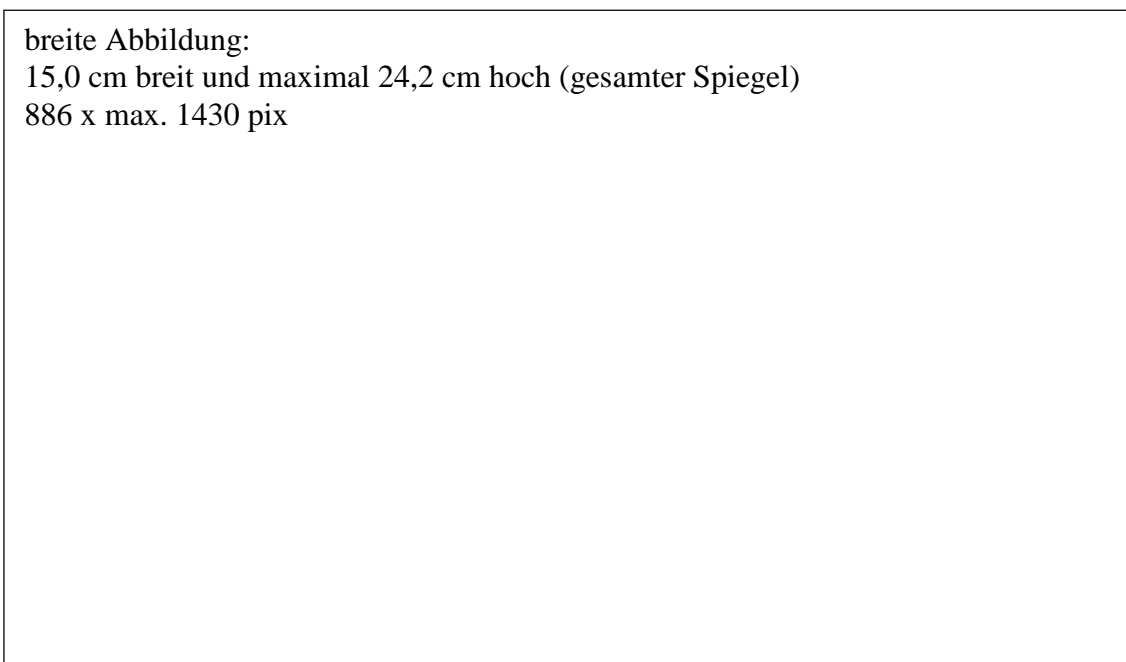 breite Abbildung:
15,0 cm breit und maximal 24,2 cm hoch (gesamter Spiegel)
886 x max. 1430 pix